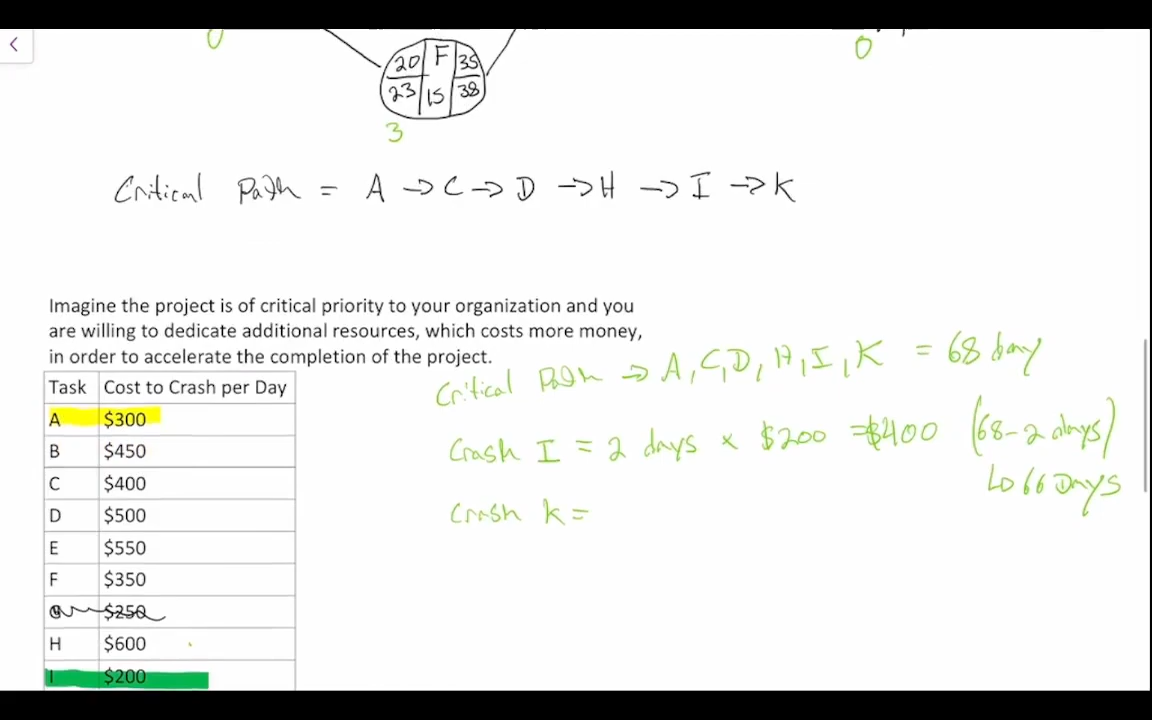 0
0
20 F 35
23 15 38
3
Critical Path = A → C → D → H → I → K
Imagine the project is of critical priority to your organization and you
are willing to dedicate additional resources, which costs more money,
in order to accelerate the completion of the project.
Task Cost to Crash per Day
A $300
B $450
C $400
D $500
E $550
F $350
$250
H $600
I $200
Critical Path → A, C, D, H, I, K = 68 day
Crash I = 2 days × $200 = $400 (68-2 days)
↳ 66 Days
Crash K =